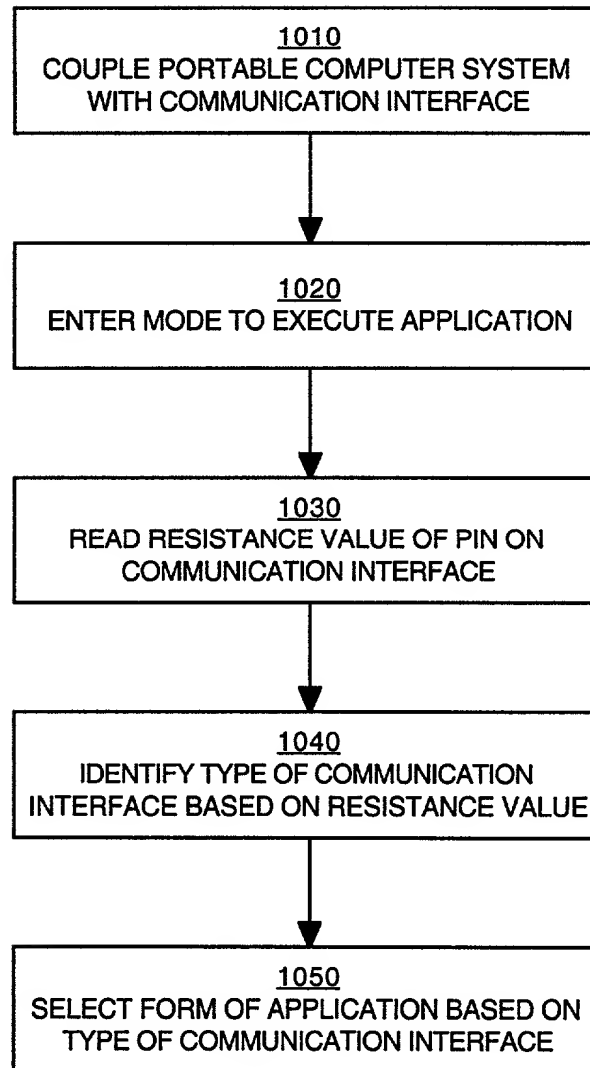 1010
COUPLE PORTABLE COMPUTER SYSTEM
WITH COMMUNICATION INTERFACE
1020
ENTER MODE TO EXECUTE APPLICATION
1030
READ RESISTANCE VALUE OF PIN ON
COMMUNICATION INTERFACE
1040
IDENTIFY TYPE OF COMMUNICATION
INTERFACE BASED ON RESISTANCE VALUE
1050
SELECT FORM OF APPLICATION BASED ON
TYPE OF COMMUNICATION INTERFACE